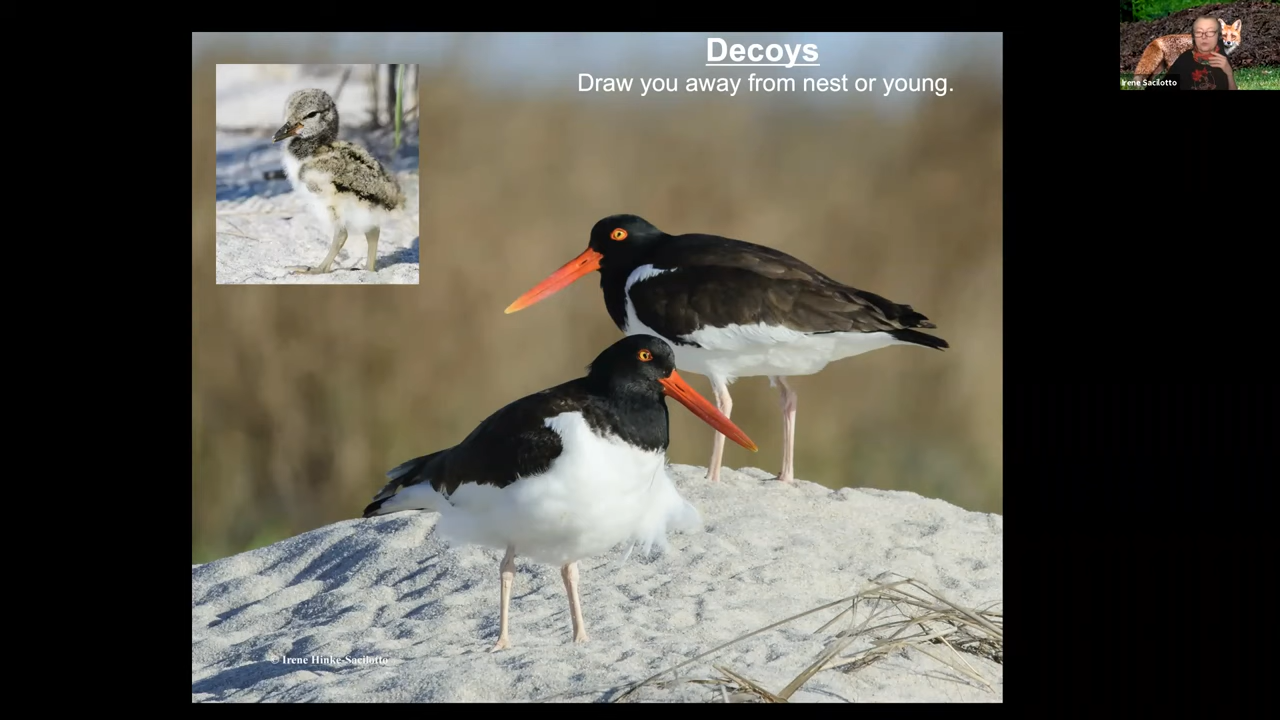 Decoys
Draw you away from nest or young.
Irene Sacilotto
© Irene Hinke-Sacilotto